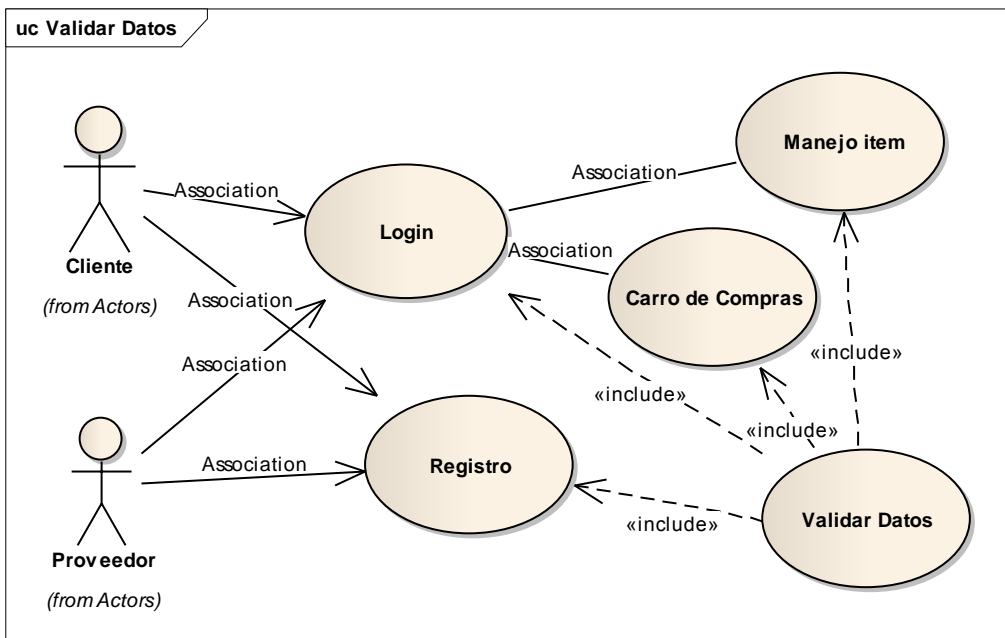 uc Validar Datos
Manejo item
Association
Association
Login
Association
Cliente
(from Actors)
Carro de Compras
Association
Association
«include»
«include»
«include»
Association
Registro
Validar Datos
«include»
Proveedor
(from Actors)